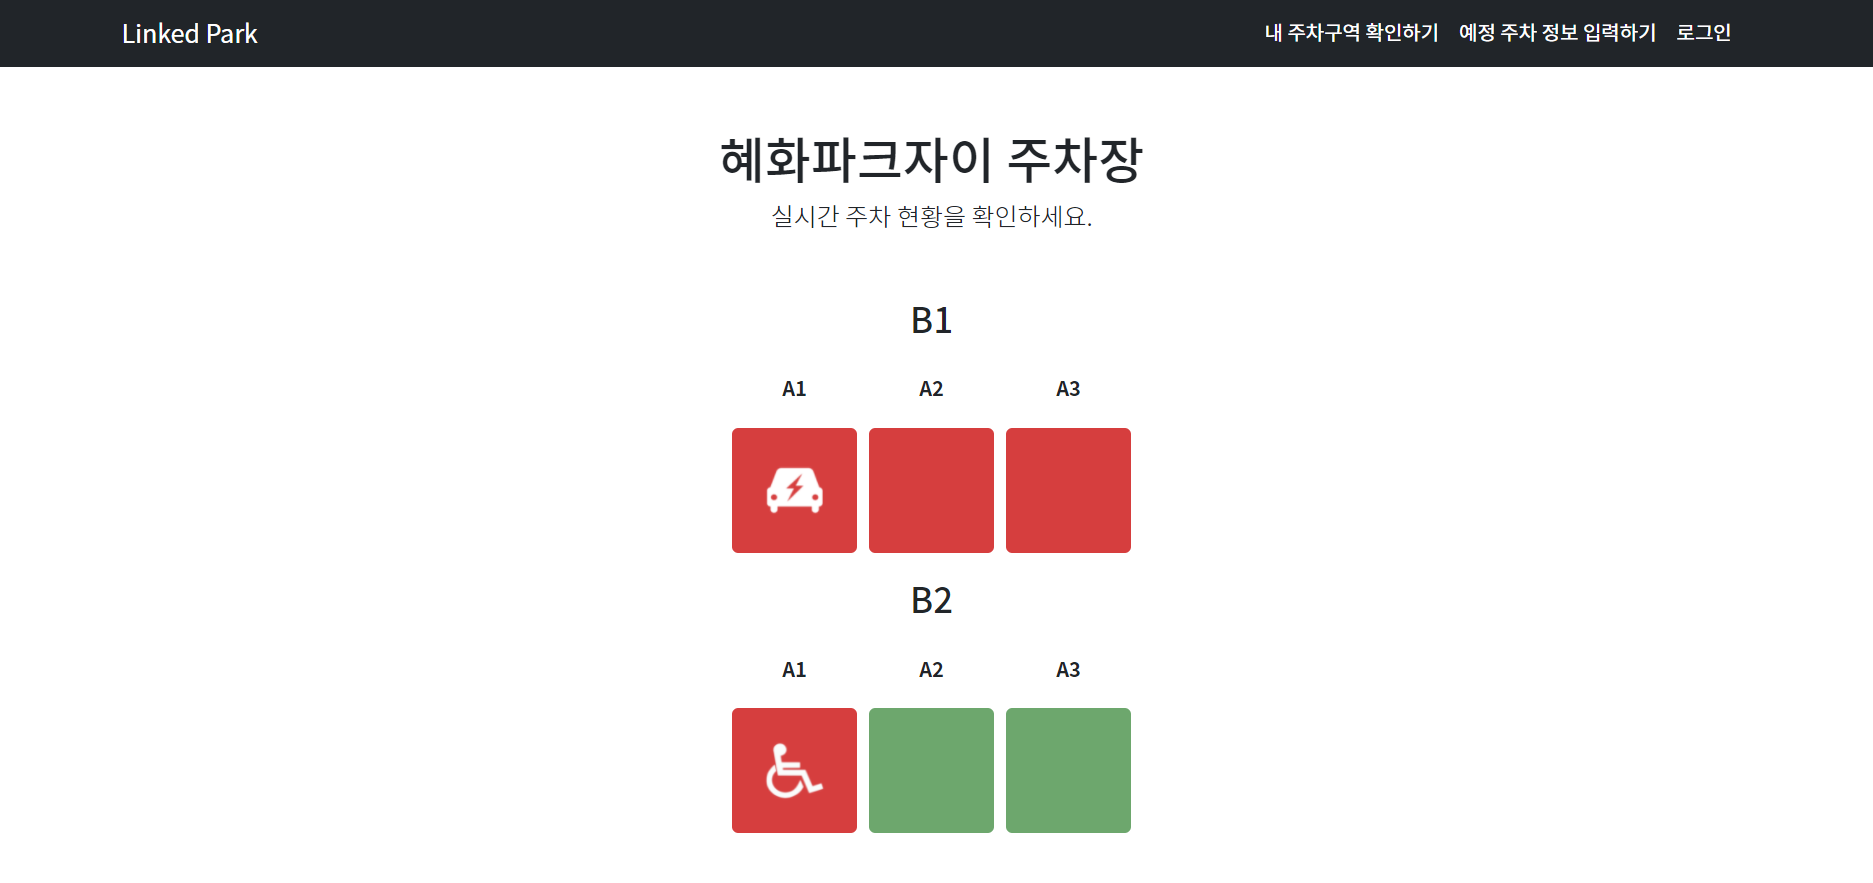 Linked Park
내 주차구역 확인하기 예정 주차 정보 입력하기 로그인
혜화파크자이 주차장
실시간 주차 현황을 확인하세요.
B1
A1 A2 A3
B2
A1 A2 A3